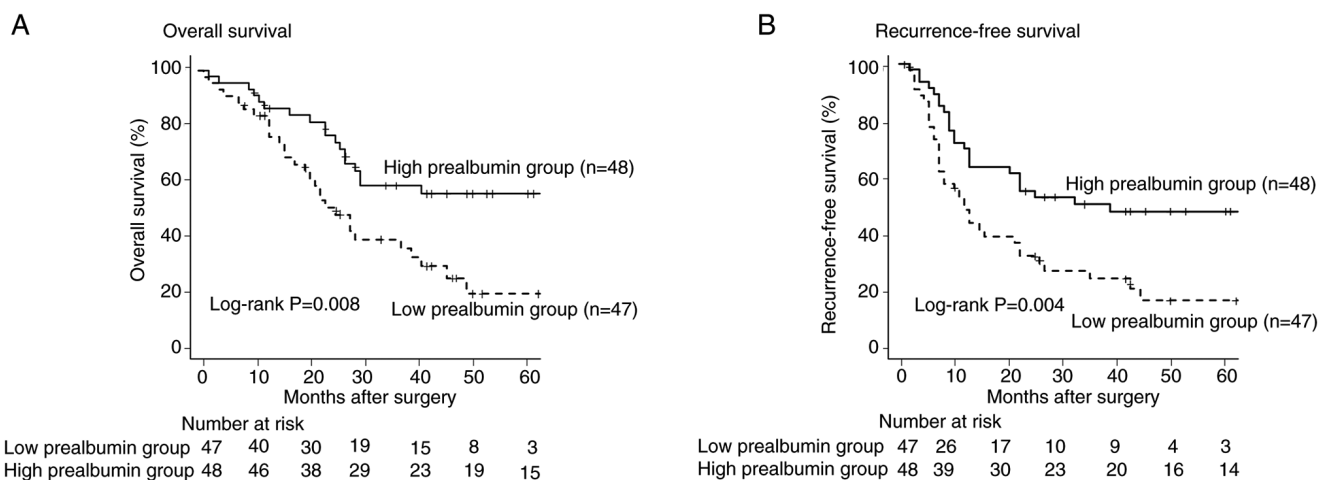 A
Overall survival
Overall survival (%)
100
80
60
40
20
0
High prealbumin group (n=48)
Log-rank P=0.008
Low prealbumin group (n=47)
0 10 20 30 40 50 60
Months after surgery
Number at risk
Low prealbumin group 47 40 30 19 15 8 3
High prealbumin group 48 46 38 29 23 19 15
B
Recurrence-free survival
Recurrence-free survival (%)
100
80
60
40
20
0
High prealbumin group (n=48)
Log-rank P=0.004
Low prealbumin group (n=47)
0 10 20 30 40 50 60
Months after surgery
Number at risk
Low prealbumin group 47 26 17 10 9 4 3
High prealbumin group 48 39 30 23 20 16 14